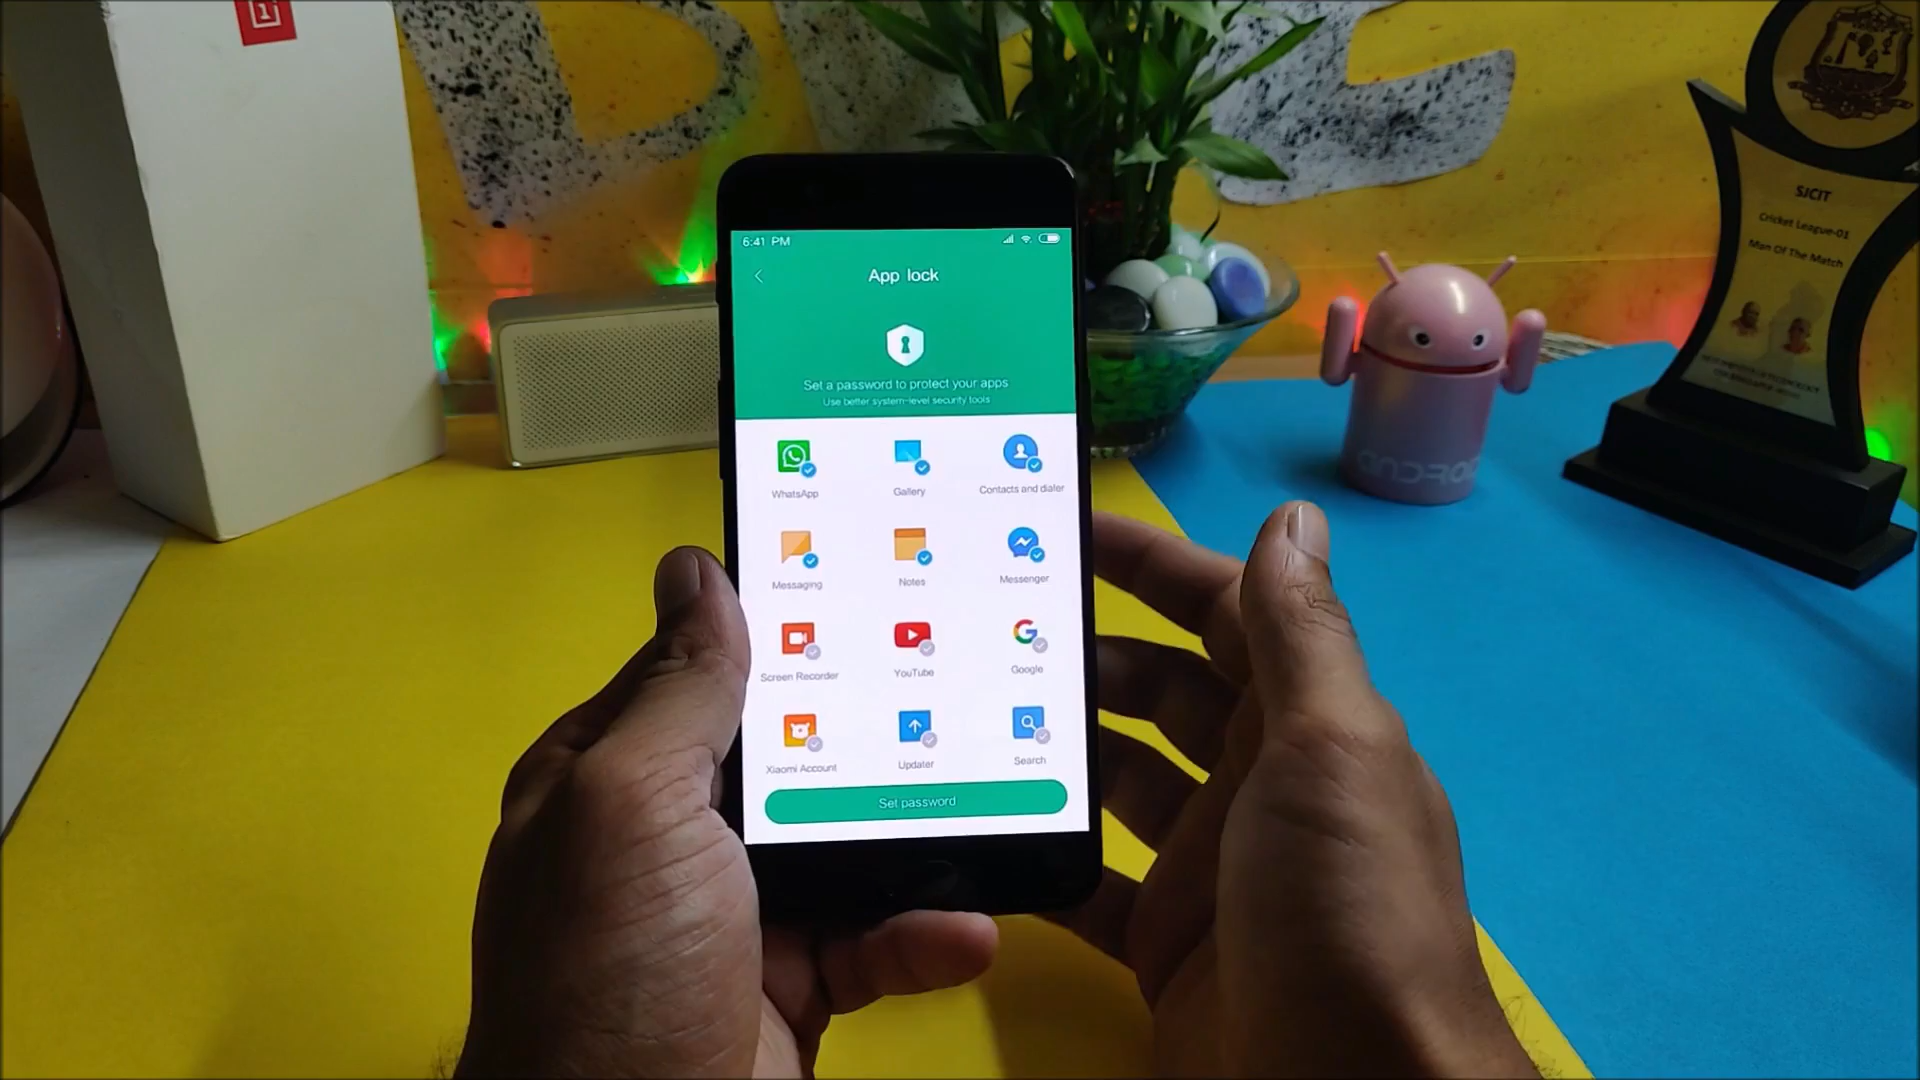 1
6:41 PM
App lock
Set a password to protect your apps
Use better system-level security tools
WhatsApp
Gallery
Contacts and dialer
Messaging
Notes
Messenger
Screen Recorder
YouTube
Google
Xiaomi Account
Updater
Search
Set password
ANDROI
SJCIT
Cricket League-01
Man Of The Match